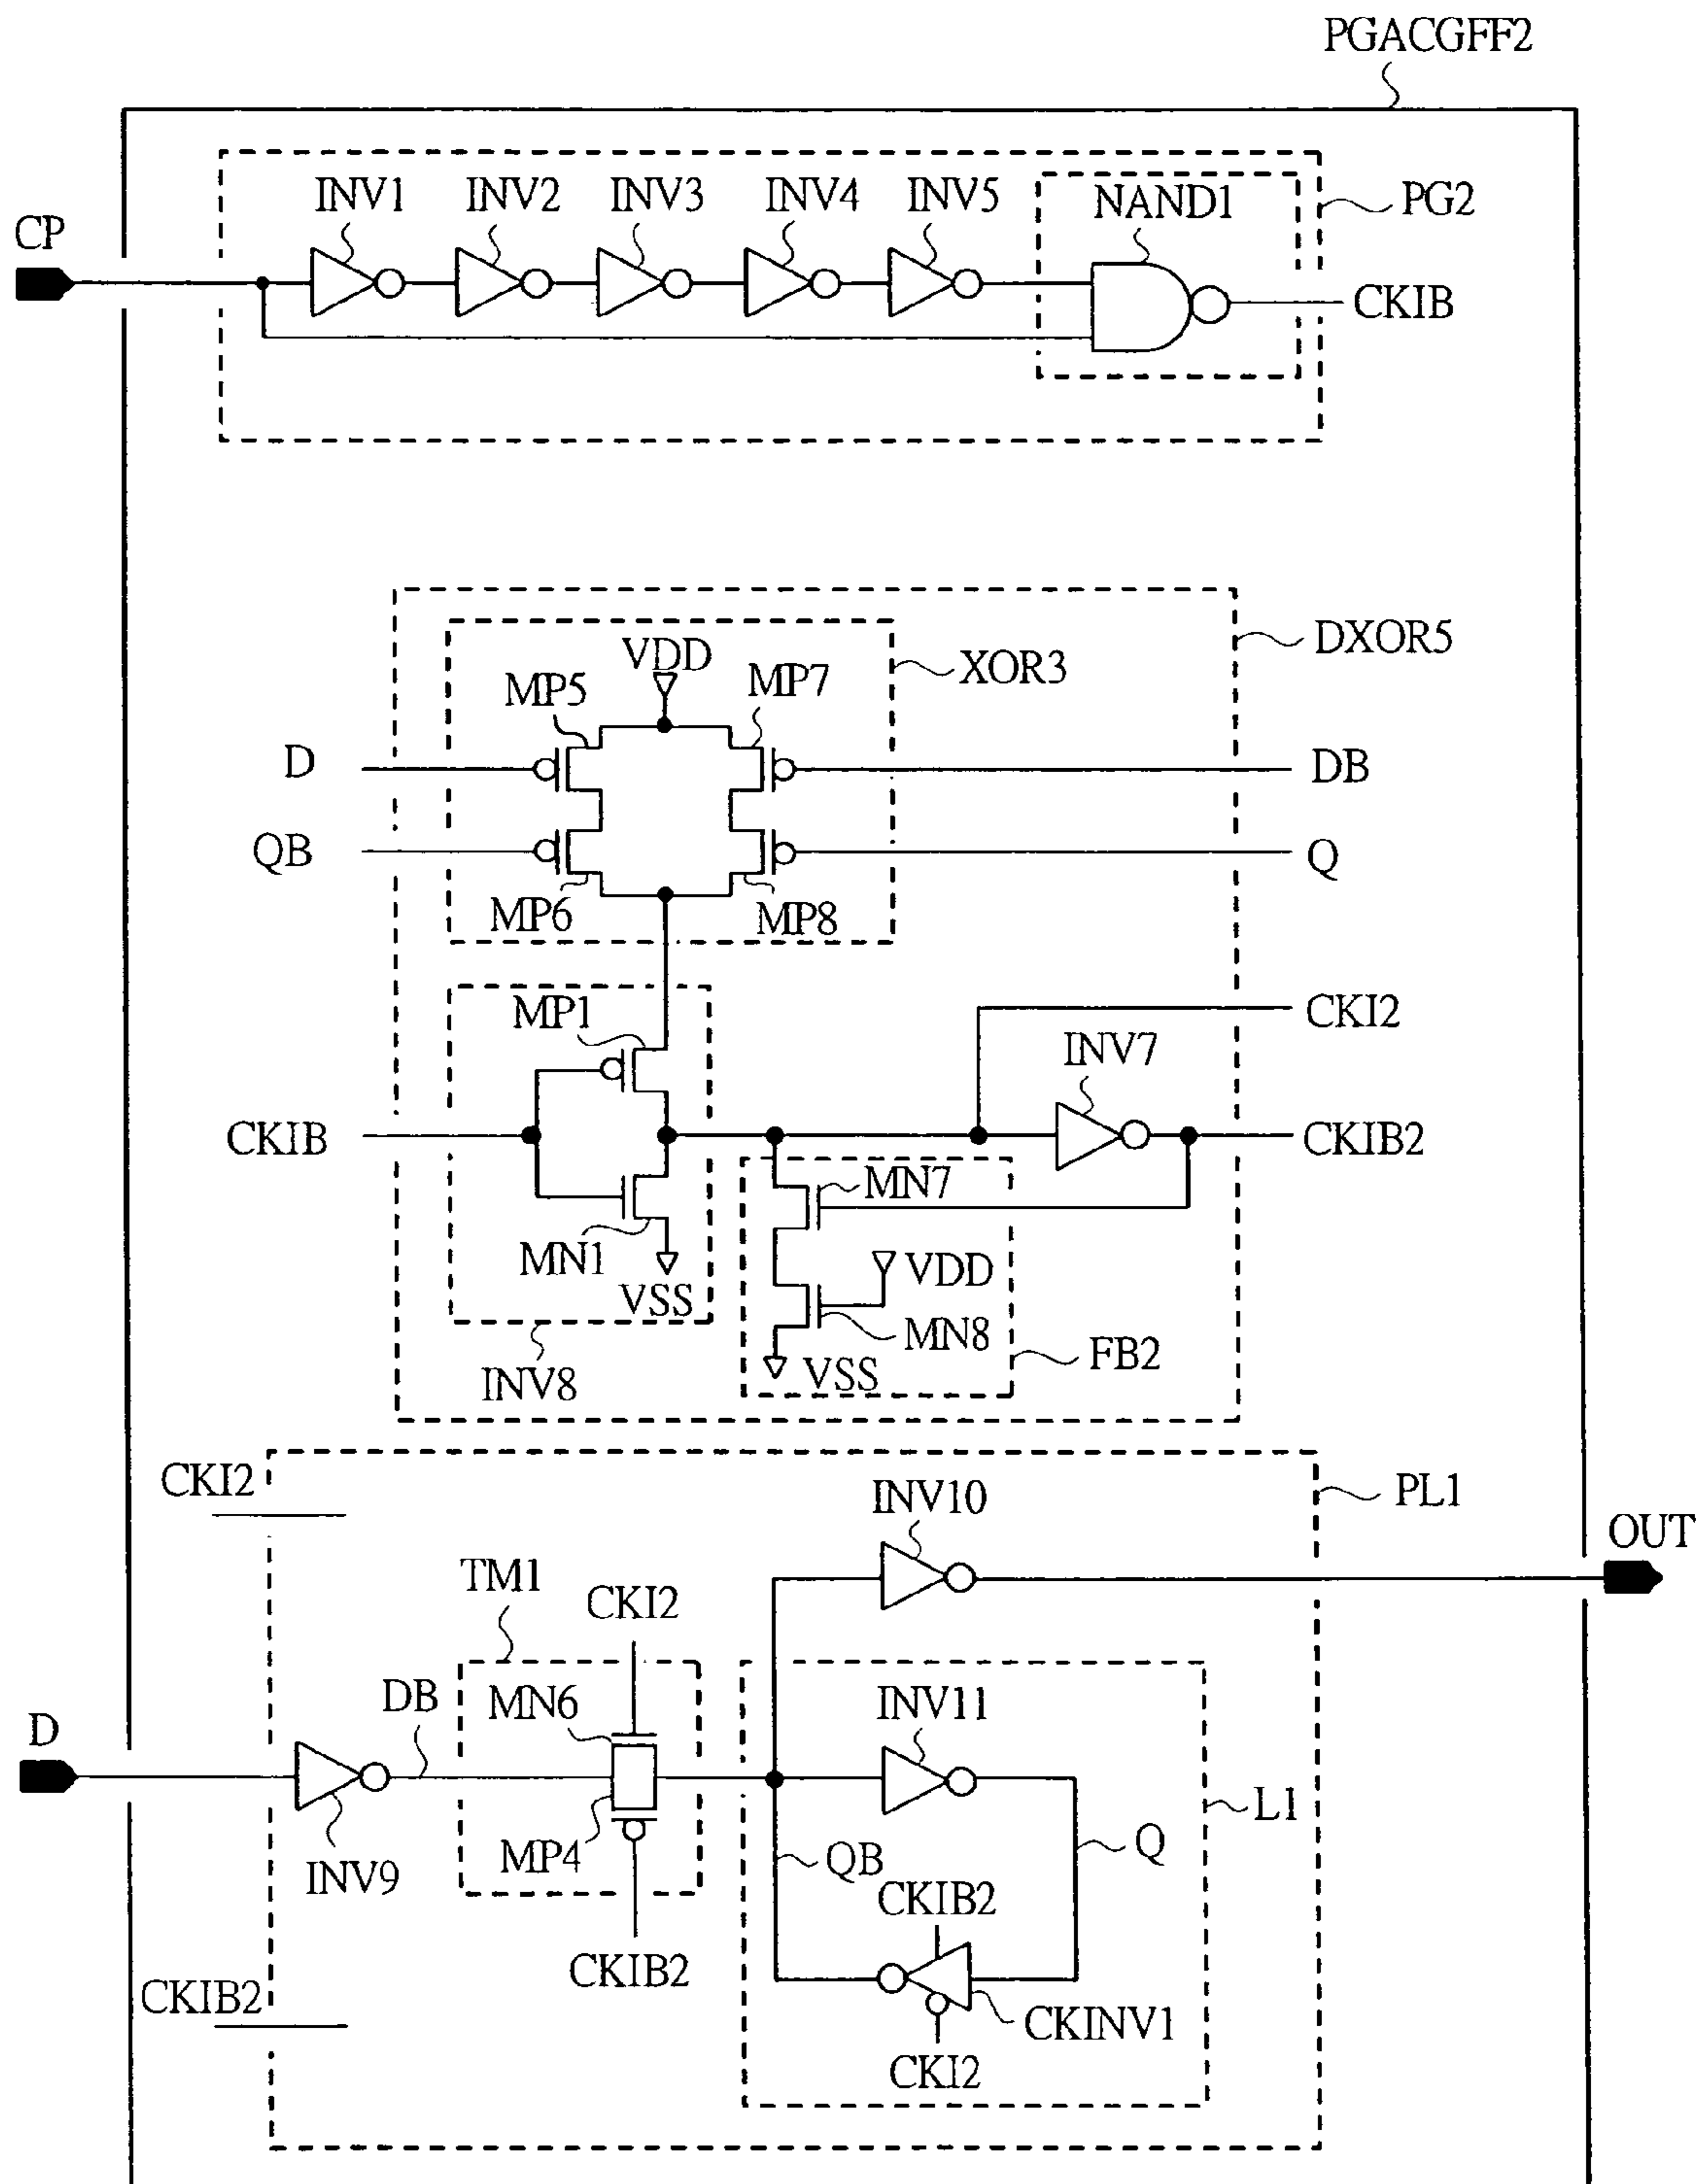 PGACGFF2
INV1
INV2
INV3
INV4
INV5
NAND1
PG2
CP
CKIB
DXOR5
XOR3
VDD
MP5
MP7
D
DB
QB
Q
MP6
MP8
MP1
CKI2
INV7
CKIB
CKIB2
MN7
MN1
VDD
VSS
MN8
FB2
VSS
INV8
CKI2
PL1
INV10
OUT
TM1
CKI2
MN6
DB
INV11
D
L1
MP4
QB
Q
INV9
CKIB2
CKIB2
CKIB2
CKINV1
CKI2